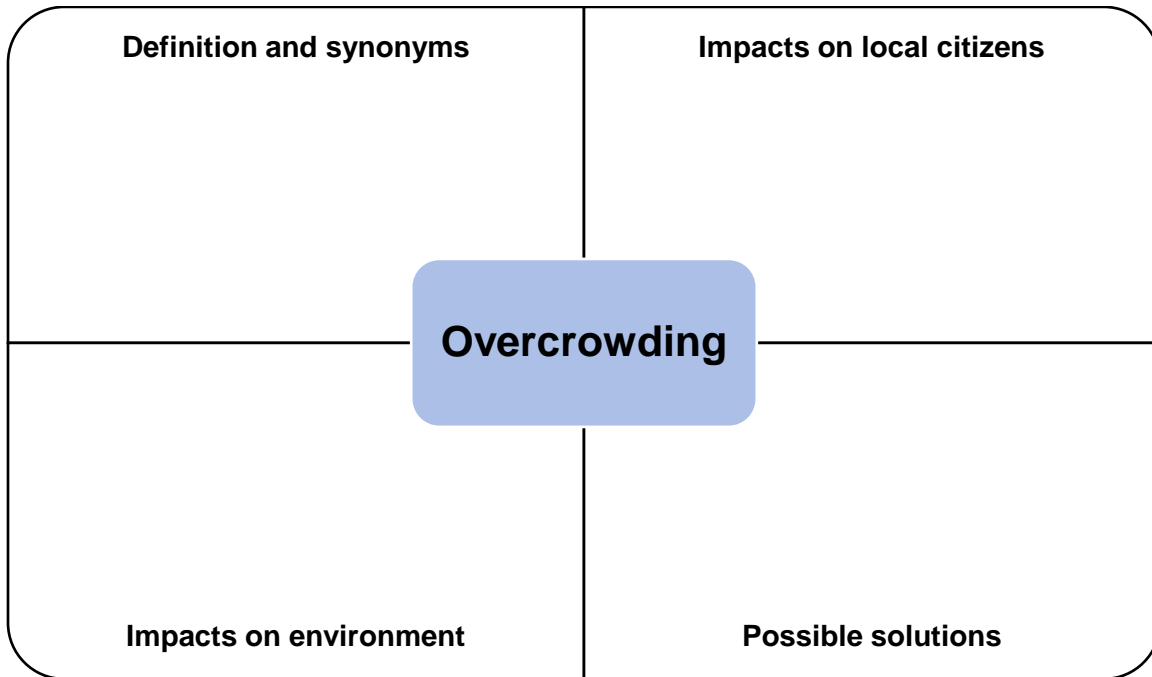 Definition and synonyms
Impacts on local citizens
Overcrowding
Impacts on environment
Possible solutions